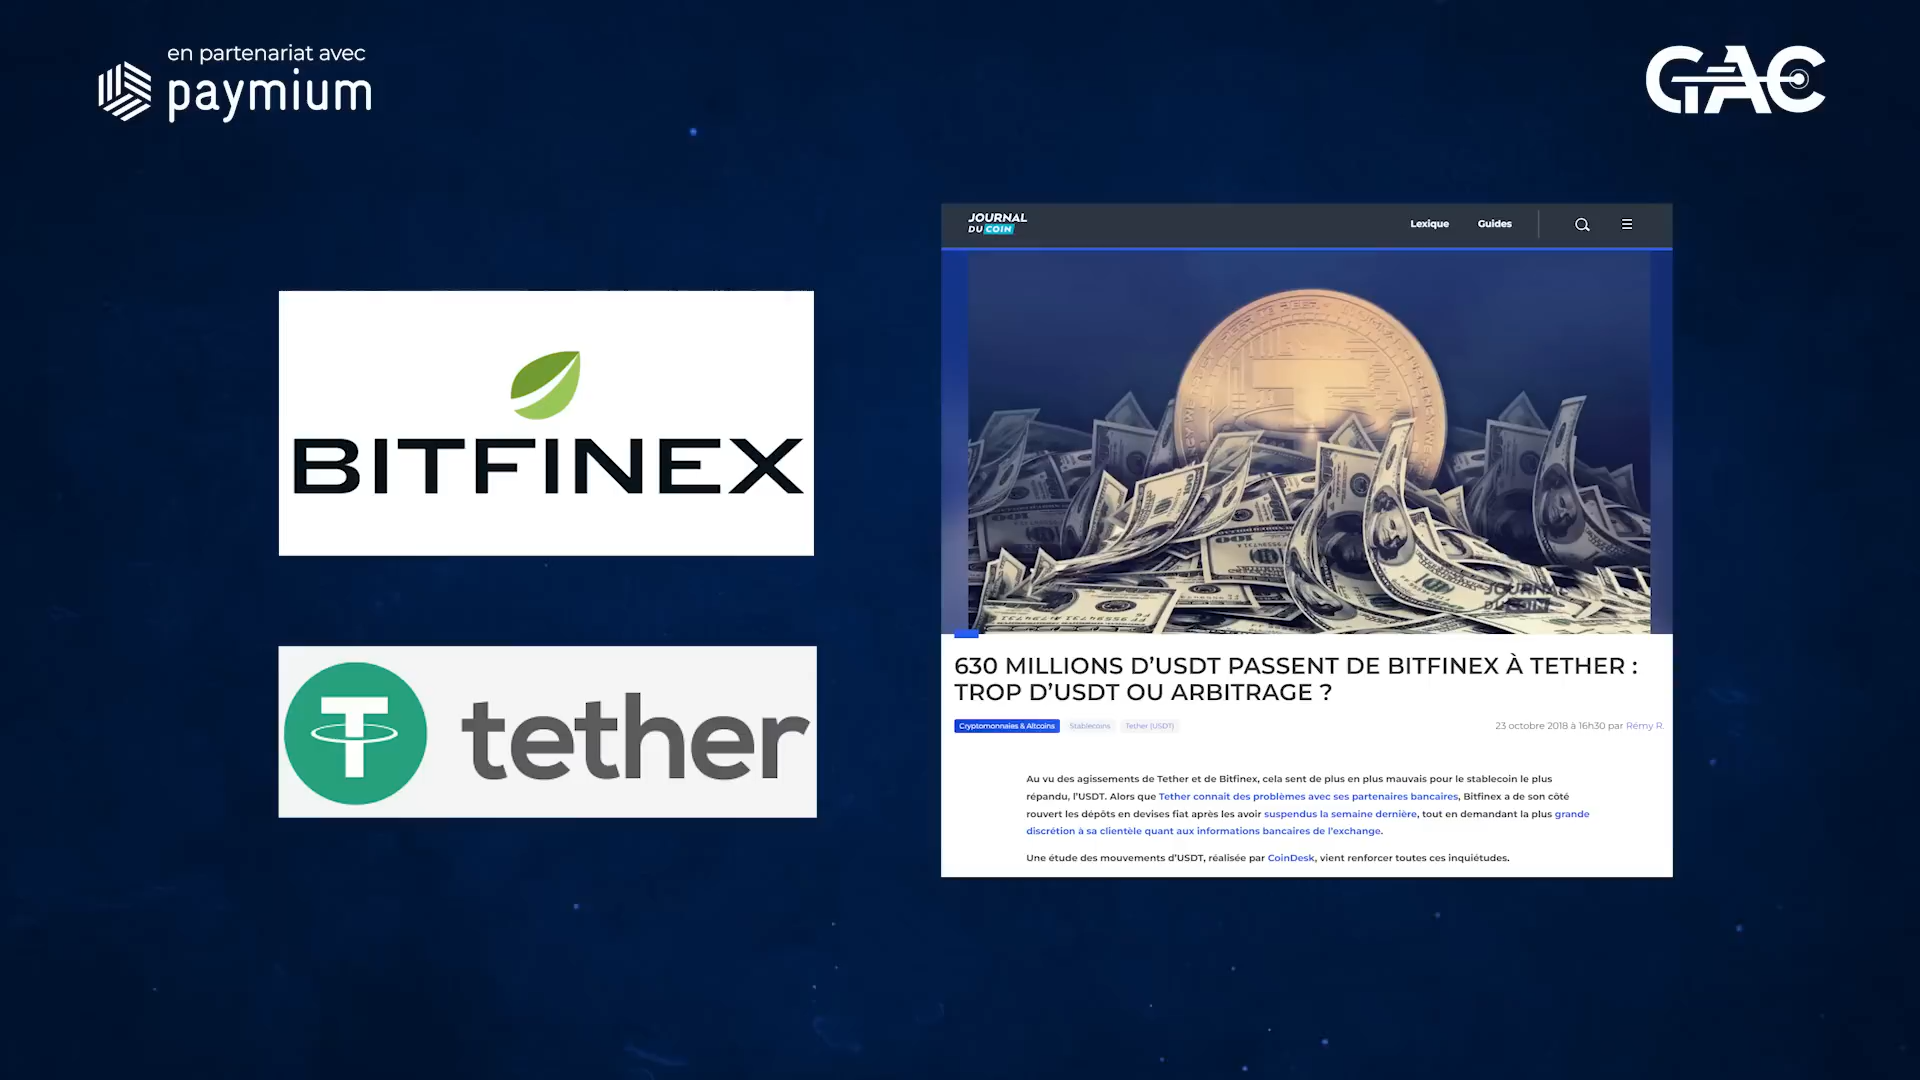 en partenariat avec
paymium
GAC
BITFINEX
tether
JOURNAL
DU COIN
Lexique
Guides
JOURNAL
DU COIN
630 MILLIONS D’USDT PASSENT DE BITFINEX À TETHER :
TROP D’USDT OU ARBITRAGE ?
Cryptomonnaies & Altcoins
Stablecoins
Tether (USDT)
23 octobre 2018 à 16h30 par Rémy R.
Au vu des agissements de Tether et de Bitfinex, cela sent de plus en plus mauvais pour le stablecoin le plus
répandu, l’USDT. Alors que Tether connait des problèmes avec ses partenaires bancaires, Bitfinex a de son côté
rouvert les dépôts en devises fiat après les avoir suspendus la semaine dernière, tout en demandant la plus grande
discrétion à sa clientèle quant aux informations bancaires de l’exchange.
Une étude des mouvements d’USDT, réalisée par CoinDesk, vient renforcer toutes ces inquiétudes.